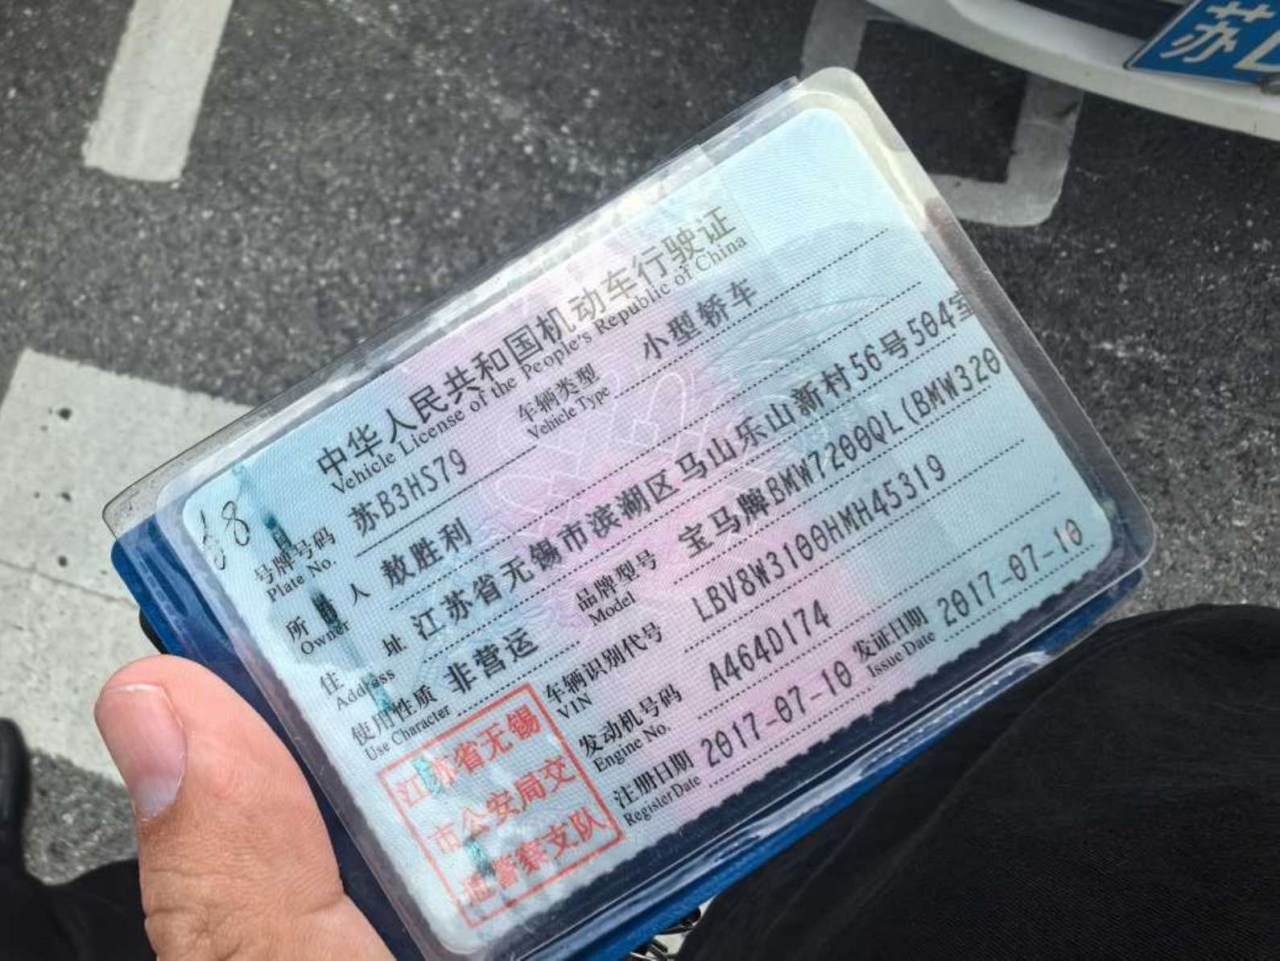 苏
中华人民共和国机动车行驶证
Vehicle License of the People's Republic of China
号牌号码 苏B3HS79 车辆类型 小型轿车
Plate No. Vehicle Type
所 人 敖胜利
Owner
住 址 江苏省无锡市滨湖区马山乐山新村56号504室
Address
使用性质 非营运 品牌型号 宝马牌BMW7200QL(BMW320
Use Character Model
车辆识别代号 LBV8W3100HMH45319
VIN
发动机号码 A464D174
Engine No.
注册日期 2017-07-10 发证日期 2017-07-10
Register Date Issue Date
江苏省无锡
市公安局交
通警察支队